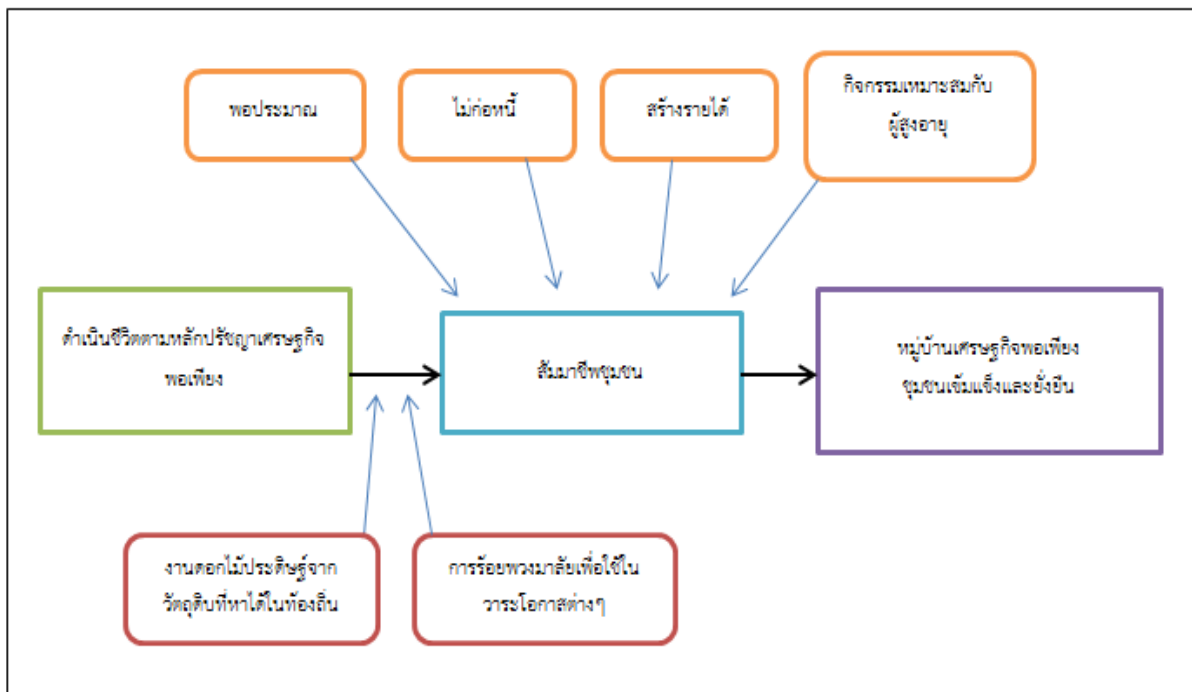 พอประมาณ
ไม่ก่อหนี้
สร้างรายได้
กิจกรรมเหมาะสมกับ
ผู้สูงอายุ
ดำเนินชีวิตตามหลักปรัชญาเศรษฐกิจ
พอเพียง
สัมมาชีพชุมชน
หมู่บ้านเศรษฐกิจพอเพียง
ชุมชนเข้มแข็งและยั่งยืน
งานดอกไม้ประดิษฐ์จาก
วัตถุดิบที่หาได้ในท้องถิ่น
การร้อยพวงมาลัยเพื่อใช้ใน
วาระโอกาสต่างๆ